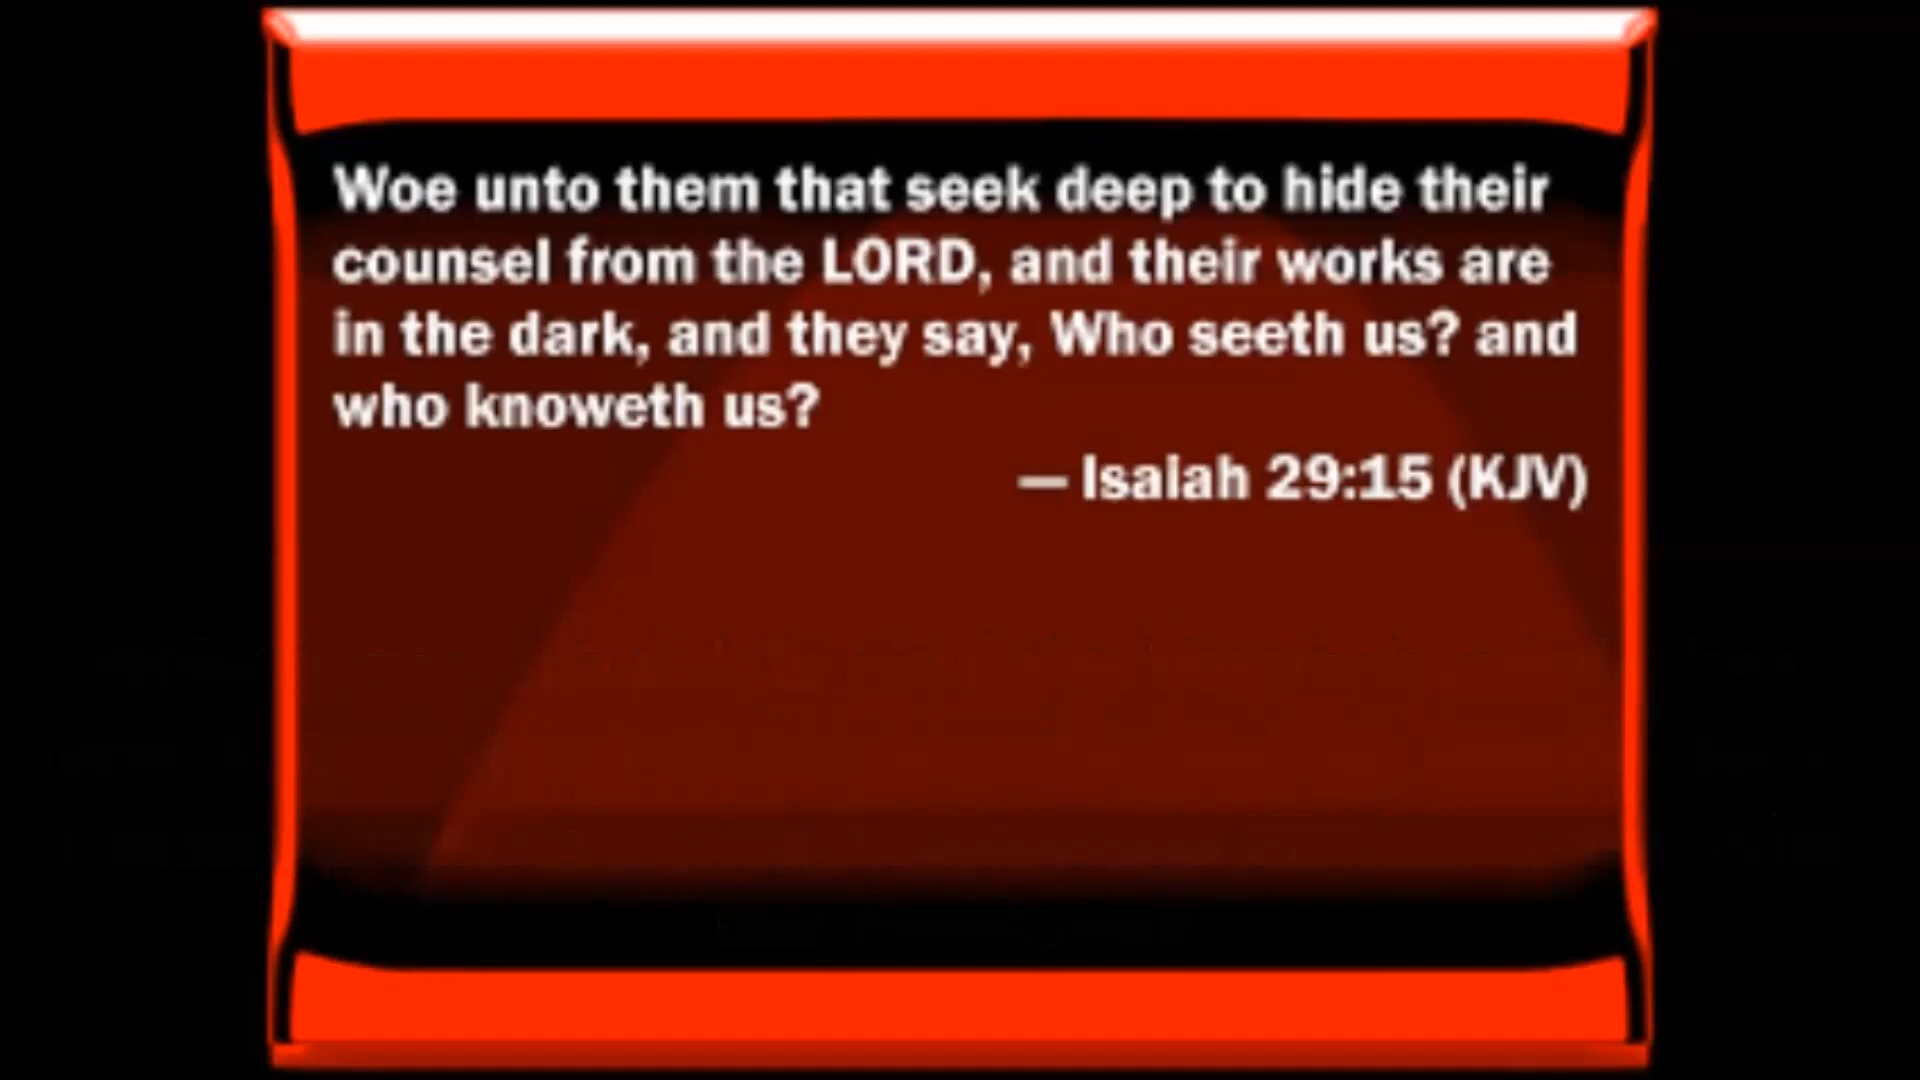 Woe unto them that seek deep to hide their
counsel from the LORD, and their works are
in the dark, and they say, Who seeth us? and
who knoweth us?
— Isaiah 29:15 (KJV)